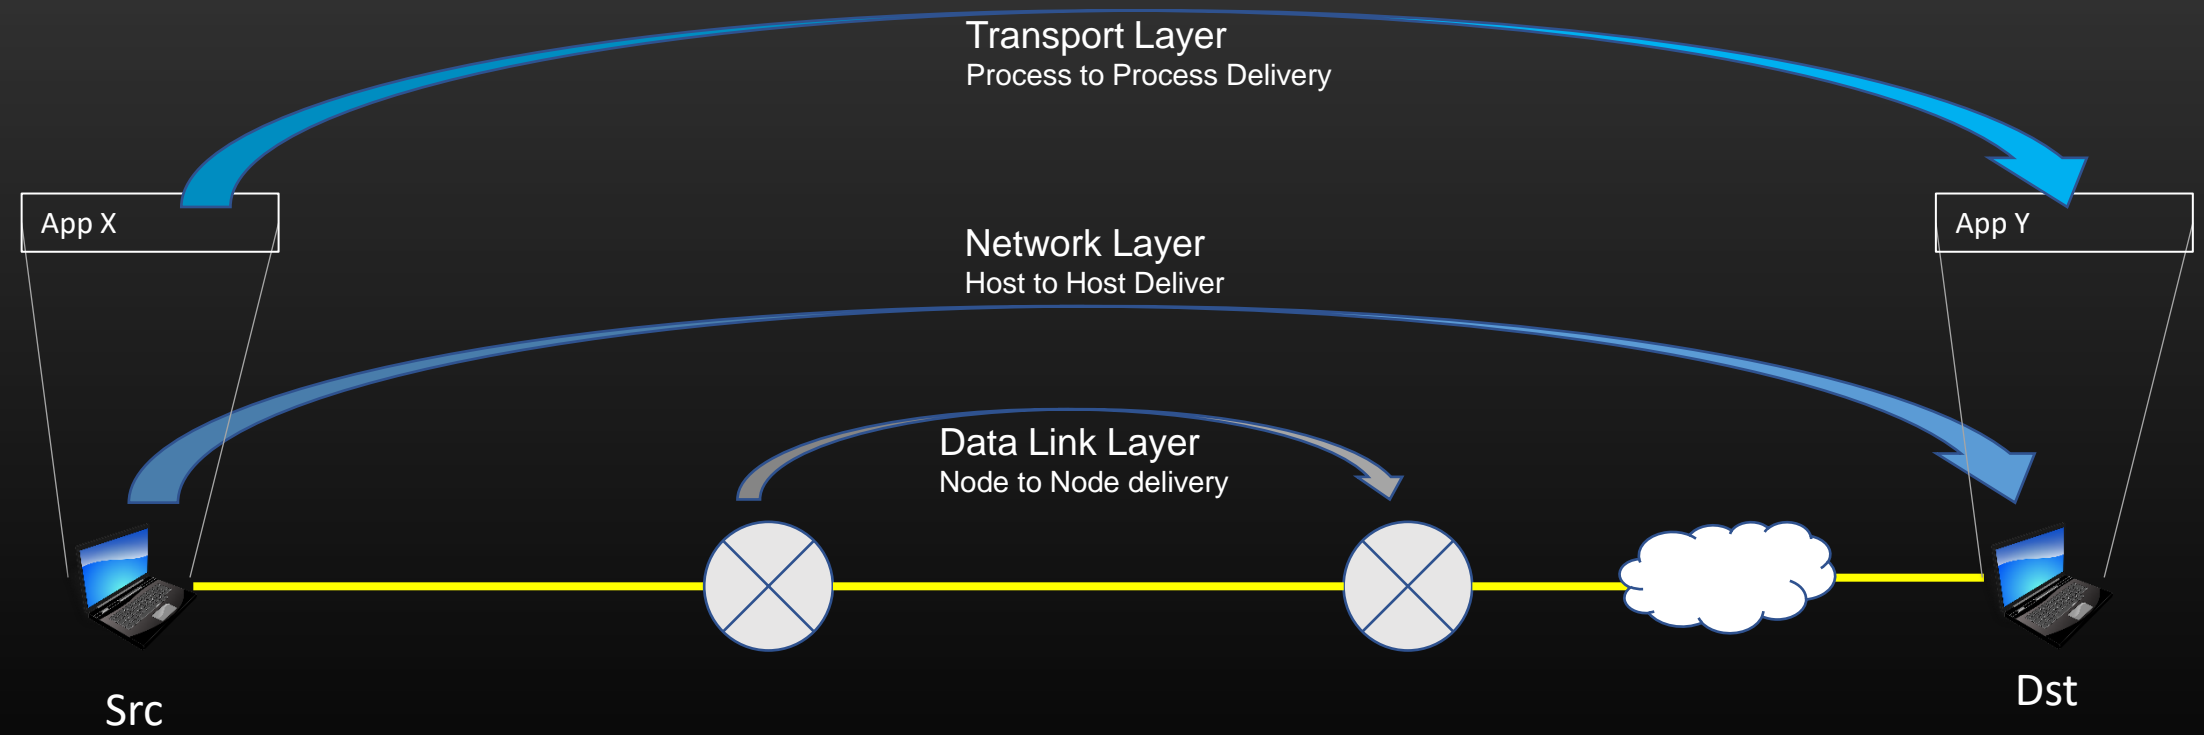 Transport Layer
Process to Process Delivery
App X
App Y
Network Layer
Host to Host Deliver
Data Link Layer
Node to Node delivery
Src
Dst